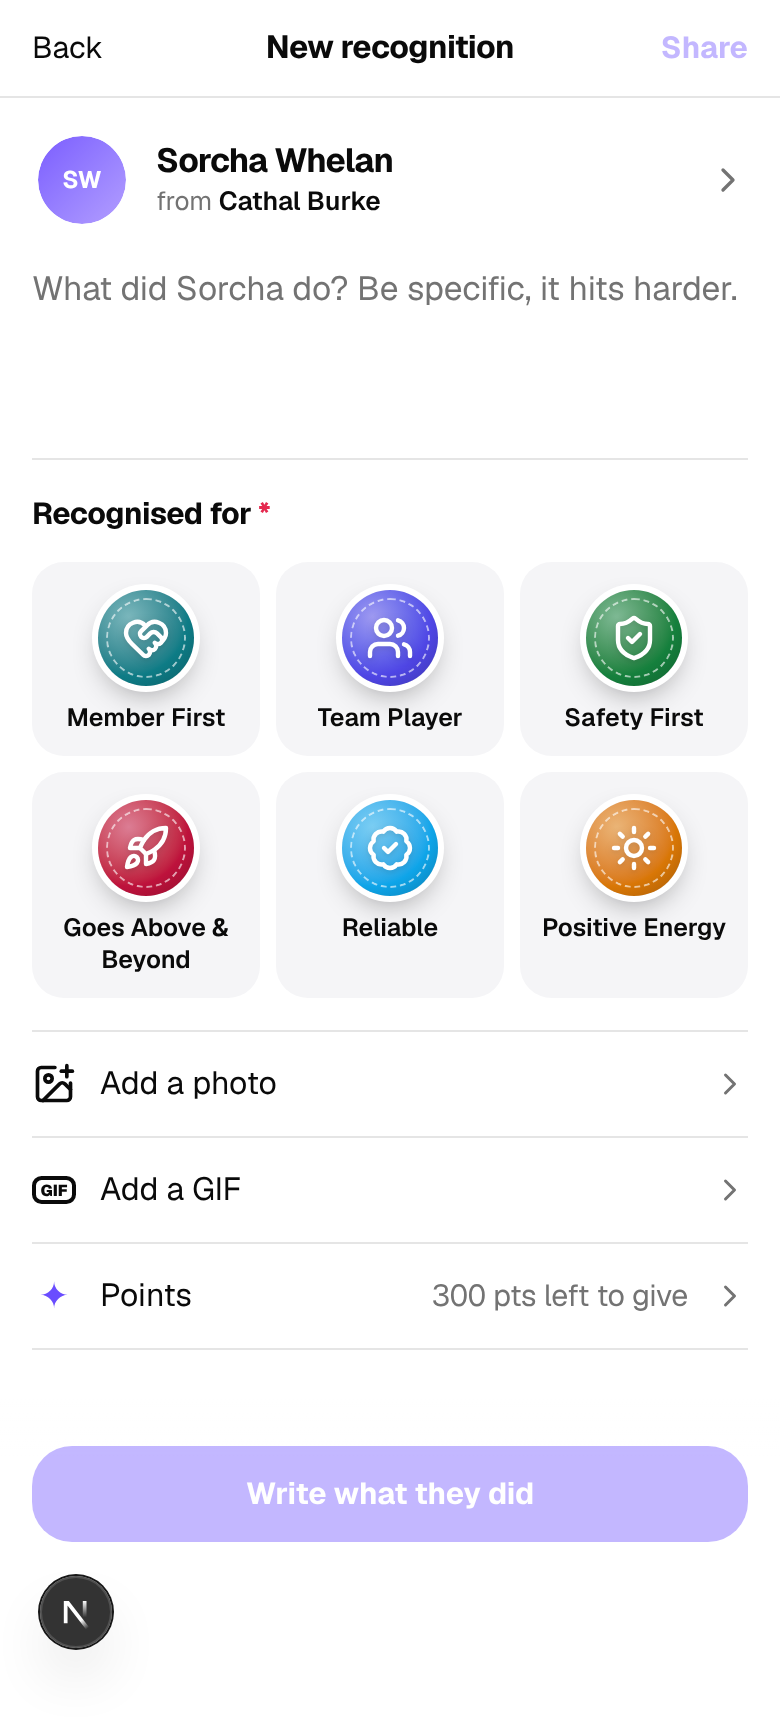 Back
New recognition
Share
SW
Sorcha Whelan
from Cathal Burke
What did Sorcha do? Be specific, it hits harder.
Recognised for *
Member First
Team Player
Safety First
Goes Above &
Beyond
Reliable
Positive Energy
Add a photo
GIF
Add a GIF
Points
300 pts left to give
Write what they did
N